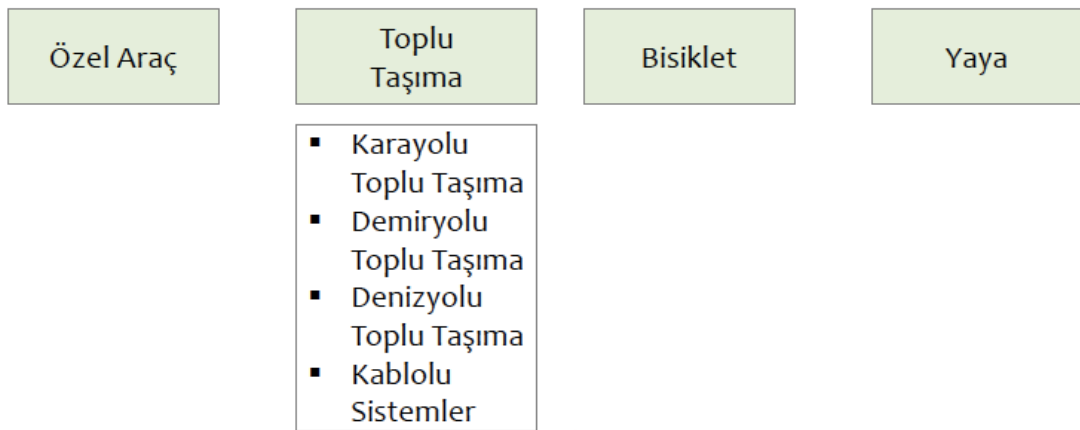 Özel Araç
Toplu
Taşıma
Bisiklet
Yaya
▪ Karayolu
Toplu Taşıma
▪ Demiryolu
Toplu Taşıma
▪ Denizyolu
Toplu Taşıma
▪ Kablolu
Sistemler